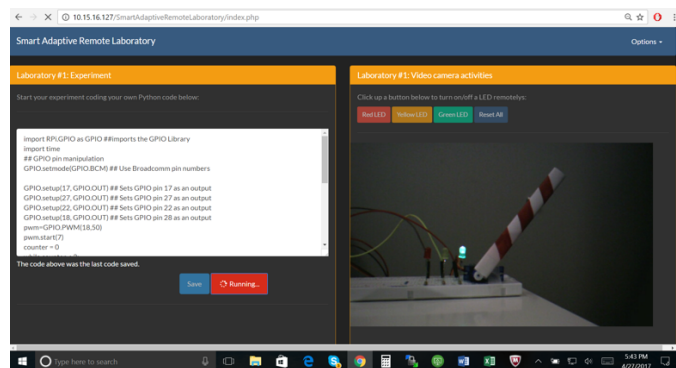 10.15.16.127/SmartAdaptiveRemoteLaboratory/index.php
Smart Adaptive Remote Laboratory
Options
Laboratory #1: Experiment
Start your experiment coding your own Python code below:
import RPi.GPIO as GPIO ##imports the GPIO Library
import time
## GPIO pin manipulation
GPIO.setmode(GPIO.BCM) ## Use Broadcomm pin numbers
GPIO.setup(17, GPIO.OUT) ## Sets GPIO pin 17 as an output
GPIO.setup(27, GPIO.OUT) ## Sets GPIO pin 27 as an output
GPIO.setup(22, GPIO.OUT) ## Sets GPIO pin 22 as an output
GPIO.setup(18, GPIO.OUT) ## Sets GPIO pin 28 as an output
pwm=GPIO.PWM(18,50)
pwm.start(7)
counter = 0
The code above was the last code saved.
Save
Running...
Laboratory #1: Video camera activities
Click up a button below to turn on/off a LED remotelys:
Red LED Yellow LED Green LED Reset All
Type here to search
5:43 PM
4/27/2017